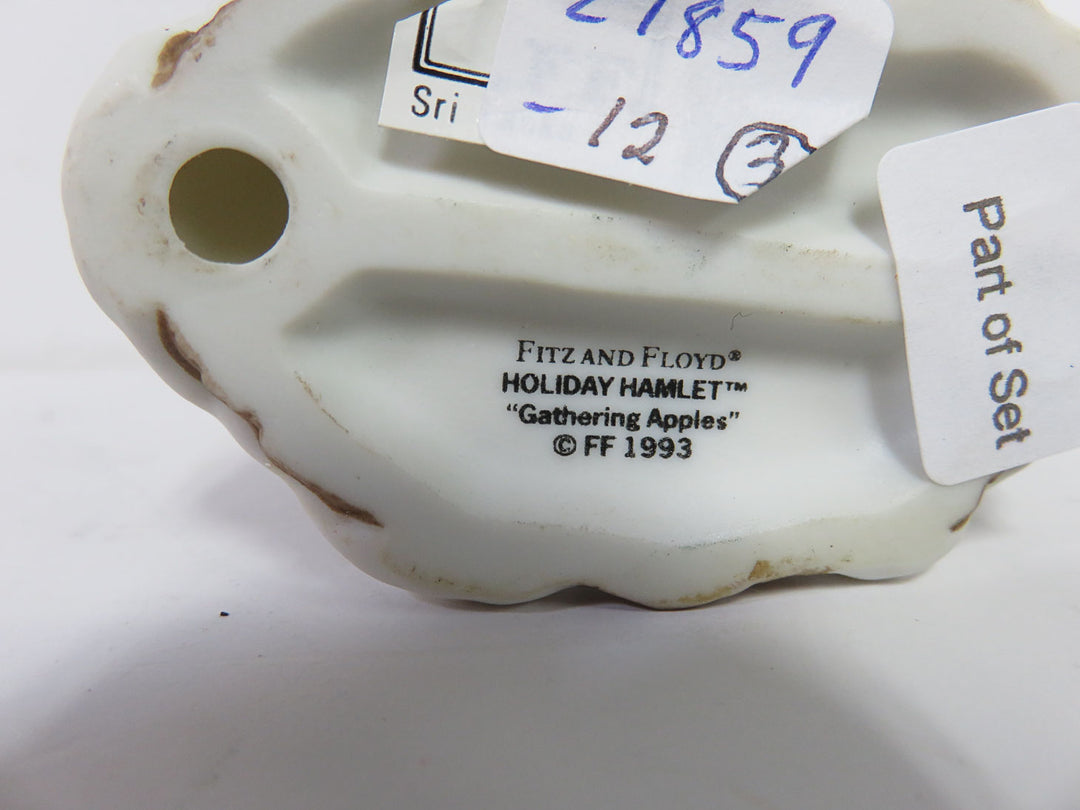 21859
-12 3
Sri
Part of Set
FITZ AND FLOYD®
HOLIDAY HAMLET™
"Gathering Apples"
© FF 1993